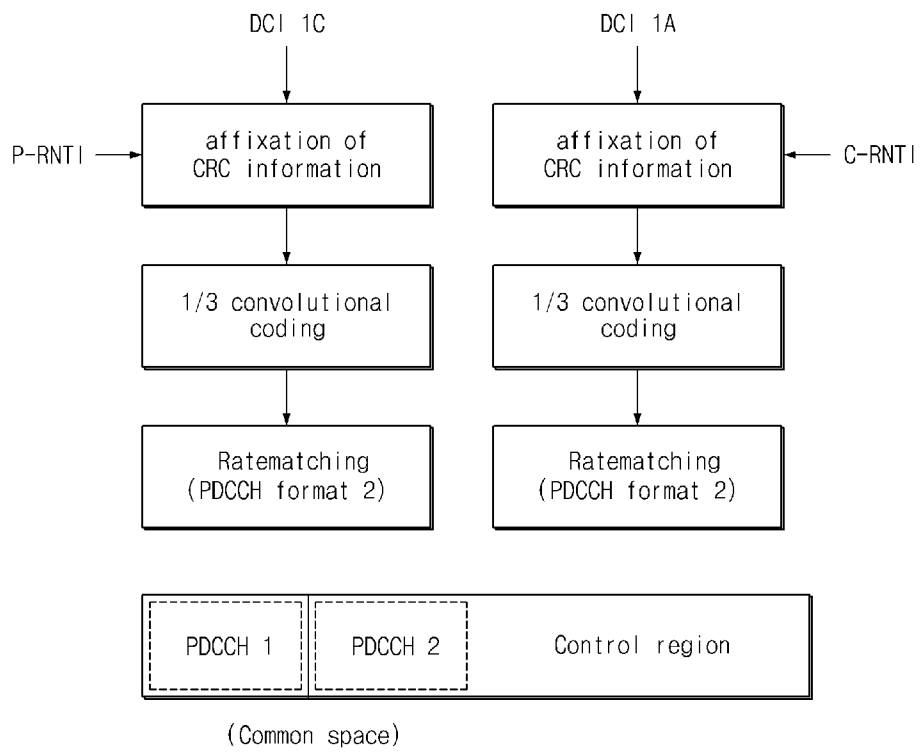 DCI 1C
DCI 1A
P-RNTI
affixation of
CRC information
affixation of
CRC information
C-RNTI
1/3 convolutional
coding
1/3 convolutional
coding
Ratematching
(PDCCH format 2)
Ratematching
(PDCCH format 2)
PDCCH 1
PDCCH 2
Control region
(Common space)